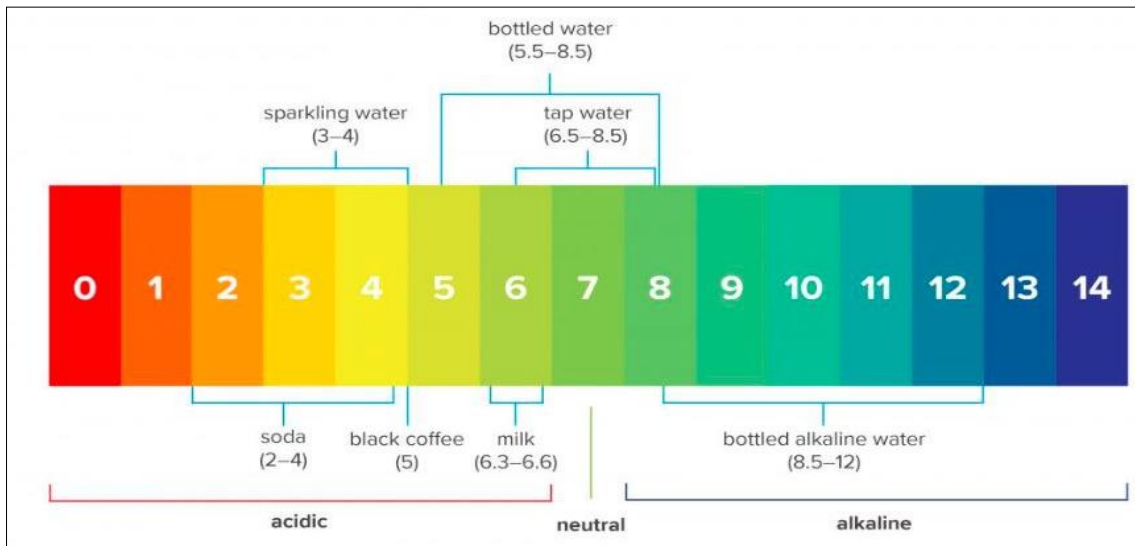 bottled water
(5.5–8.5)
sparkling water
(3–4)
tap water
(6.5–8.5)
0 1 2 3 4 5 6 7 8 9 10 11 12 13 14
soda
(2–4)
black coffee
(5)
milk
(6.3–6.6)
bottled alkaline water
(8.5–12)
acidic
neutral
alkaline